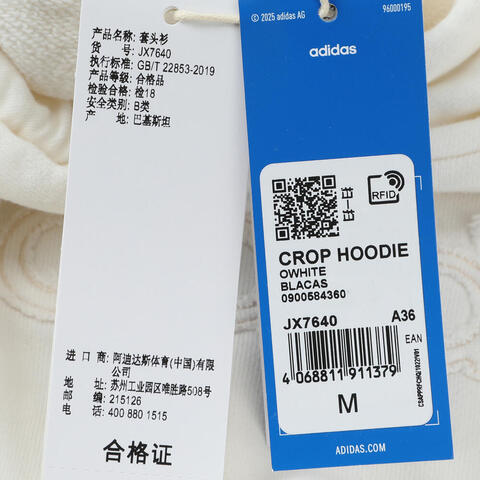 产品名称: 套头衫
货　　号: JX7640
执行标准: GB/T 22853-2019
产品等级: 合格品
检验合格: 检18
安全类别: B类
产　　地: 巴基斯坦
进 口 商: 阿迪达斯体育(中国)有限
公司
地　　址: 苏州工业园区唯胜路508号
邮　　编: 215126
电　　话: 400 880 1515
合格证
© 2025 adidas AG
96000195
adidas
RFID
CROP HOODIE
OWHITE
BLACAS
0900584360
JX7640 A36
EAN
4 068811 911379
M
ADIDAS.COM